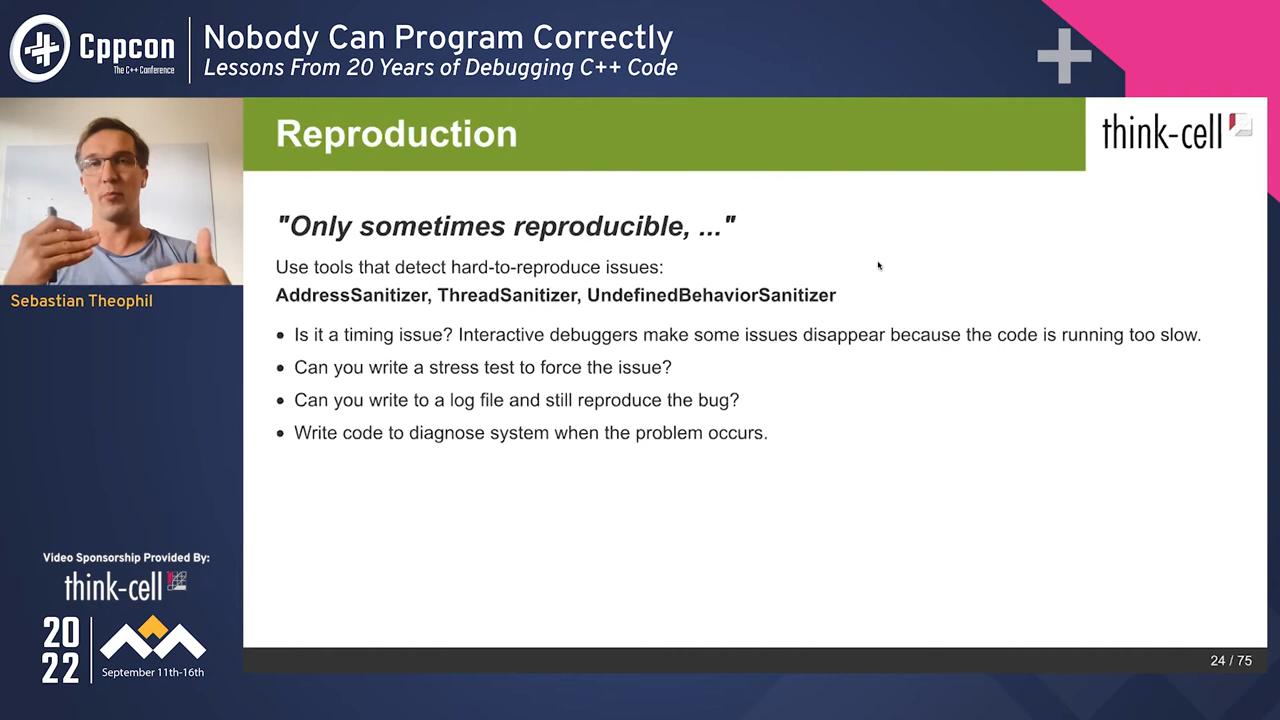 Cppcon
The C++ Conference
Nobody Can Program Correctly
Lessons From 20 Years of Debugging C++ Code
Reproduction
think-cell
"Only sometimes reproducible, ..."
Use tools that detect hard-to-reproduce issues:
AddressSanitizer, ThreadSanitizer, UndefinedBehaviorSanitizer
• Is it a timing issue? Interactive debuggers make some issues disappear because the code is running too slow.
• Can you write a stress test to force the issue?
• Can you write to a log file and still reproduce the bug?
• Write code to diagnose system when the problem occurs.
Sebastian Theophil
Video Sponsorship Provided By:
think-cell
20
22
September 11th-16th
24 / 75